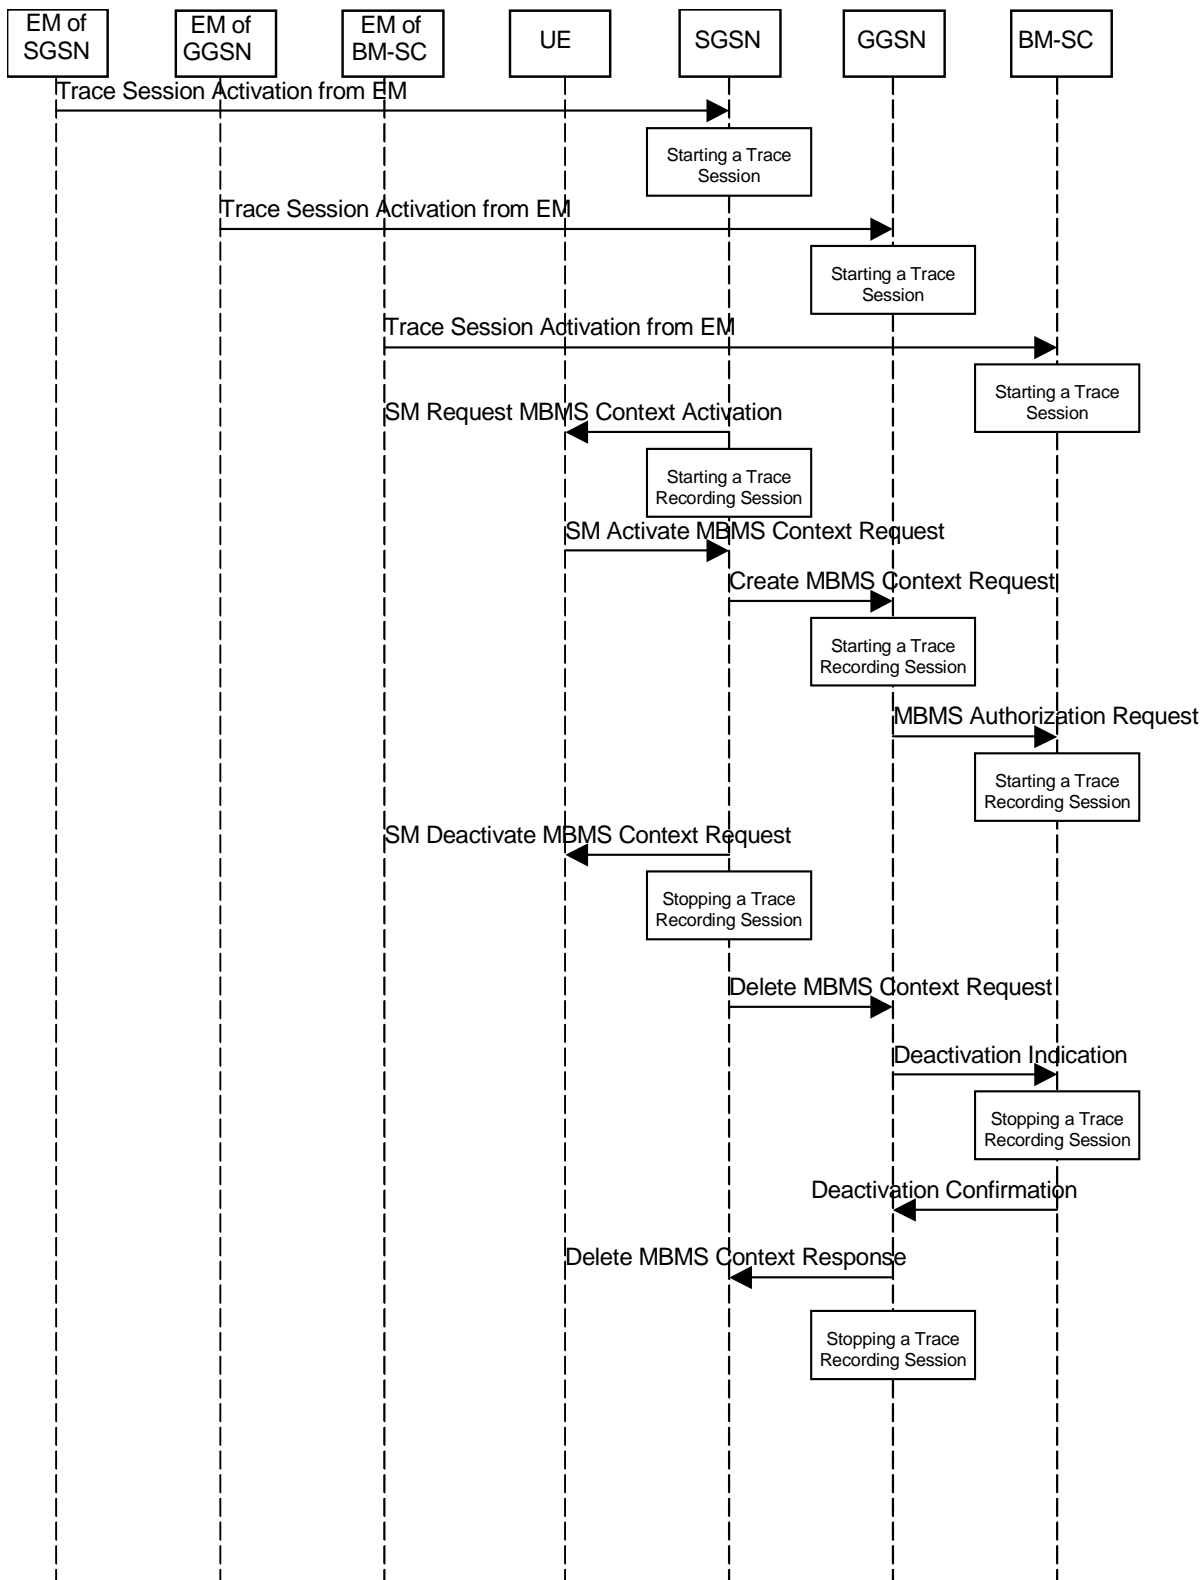 EM of
SGSN
EM of
GGSN
EM of
BM-SC
UE
SGSN
GGSN
BM-SC
Trace Session Activation from EM
Starting a Trace
Session
Trace Session Activation from EM
Starting a Trace
Session
Trace Session Activation from EM
Starting a Trace
Session
SM Request MBMS Context Activation
Starting a Trace
Recording Session
SM Activate MBMS Context Request
Create MBMS Context Request
Starting a Trace
Recording Session
MBMS Authorization Request
Starting a Trace
Recording Session
SM Deactivate MBMS Context Request
Stopping a Trace
Recording Session
Delete MBMS Context Request
Deactivation Indication
Stopping a Trace
Recording Session
Deactivation Confirmation
Delete MBMS Context Response
Stopping a Trace
Recording Session